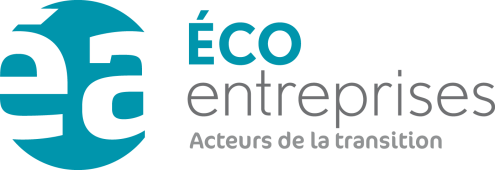 éa
ÉCO
entreprises
Acteurs de la transition